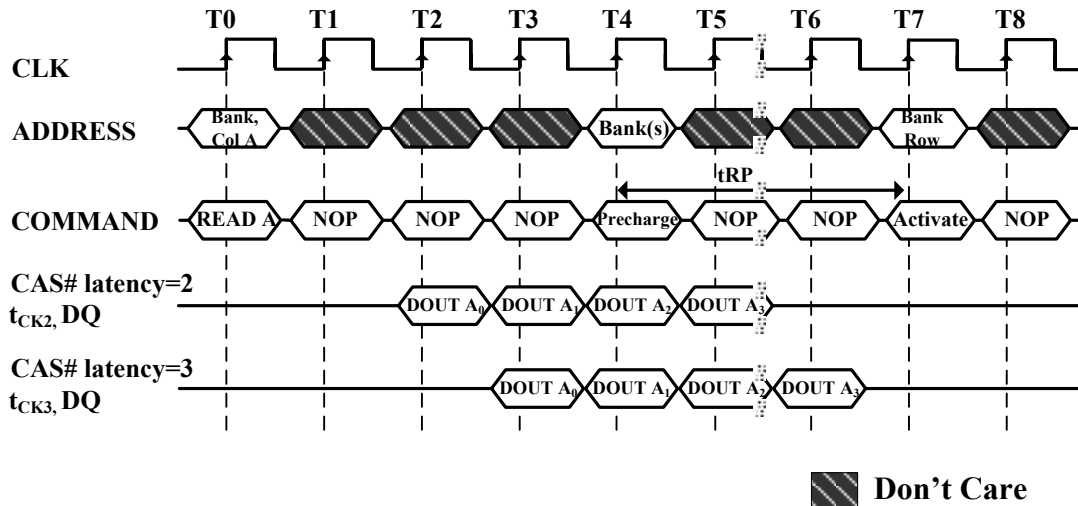 T0 T1 T2 T3 T4 T5 T6 T7 T8
CLK
ADDRESS
Bank,
Col A
Bank(s)
Bank
Row
tRP
COMMAND
READ A
NOP
NOP
NOP
Precharge
NOP
NOP
Activate
NOP
CAS# latency=2
tCK2, DQ
DOUT A0
DOUT A1
DOUT A2
DOUT A3
CAS# latency=3
tCK3, DQ
DOUT A0
DOUT A1
DOUT A2
DOUT A3
Don't Care